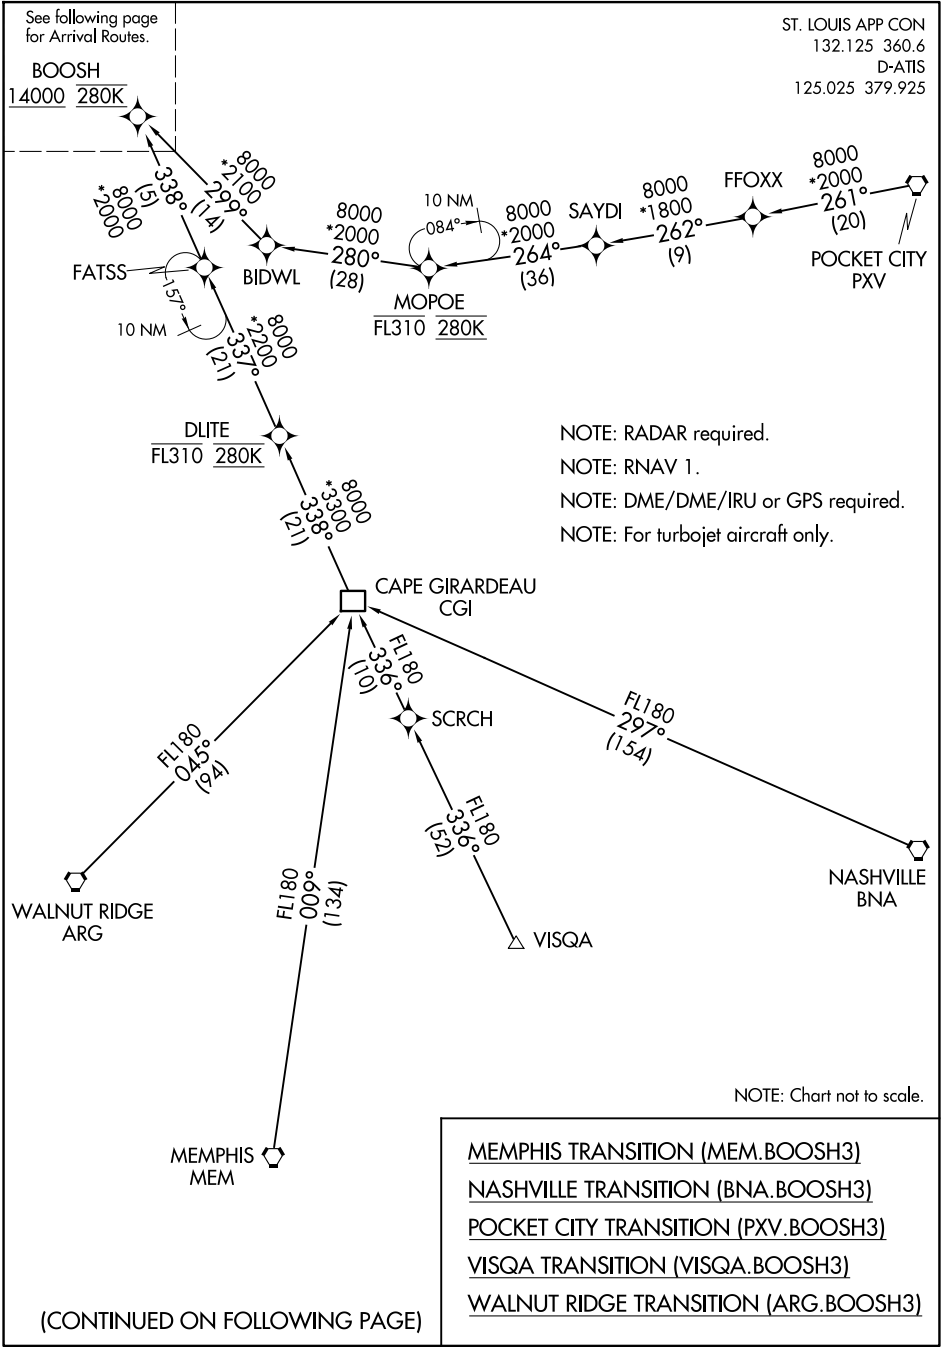 See following page
for Arrival Routes.
BOOSH
14000 280K
ST. LOUIS APP CON
132.125 360.6
D-ATIS
125.025 379.925
8000
*2000
338°
(5)
8000
*2100
299°
(14)
8000
*2000
280°
(28)
10 NM
084°
8000
*2000
264°
(36)
SAYDI
8000
*1800
262°
(9)
FFOXX
8000
*2000
261°
(20)
POCKET CITY
PXV
FATSS
BIDWL
MOPOE
FL310 280K
157°
10 NM
8000
*2200
337°
(21)
DLITE
FL310 280K
NOTE: RADAR required.
NOTE: RNAV 1.
NOTE: DME/DME/IRU or GPS required.
NOTE: For turbojet aircraft only.
8000
*3300
338°
(21)
CAPE GIRARDEAU
CGI
FL180
336°
(10)
SCRCH
FL180
297°
(154)
FL180
045°
(94)
FL180
336°
(52)
FL180
009°
(134)
WALNUT RIDGE
ARG
VISQA
NASHVILLE
BNA
MEMPHIS
MEM
NOTE: Chart not to scale.
MEMPHIS TRANSITION (MEM.BOOSH3)
NASHVILLE TRANSITION (BNA.BOOSH3)
POCKET CITY TRANSITION (PXV.BOOSH3)
VISQA TRANSITION (VISQA.BOOSH3)
WALNUT RIDGE TRANSITION (ARG.BOOSH3)
(CONTINUED ON FOLLOWING PAGE)